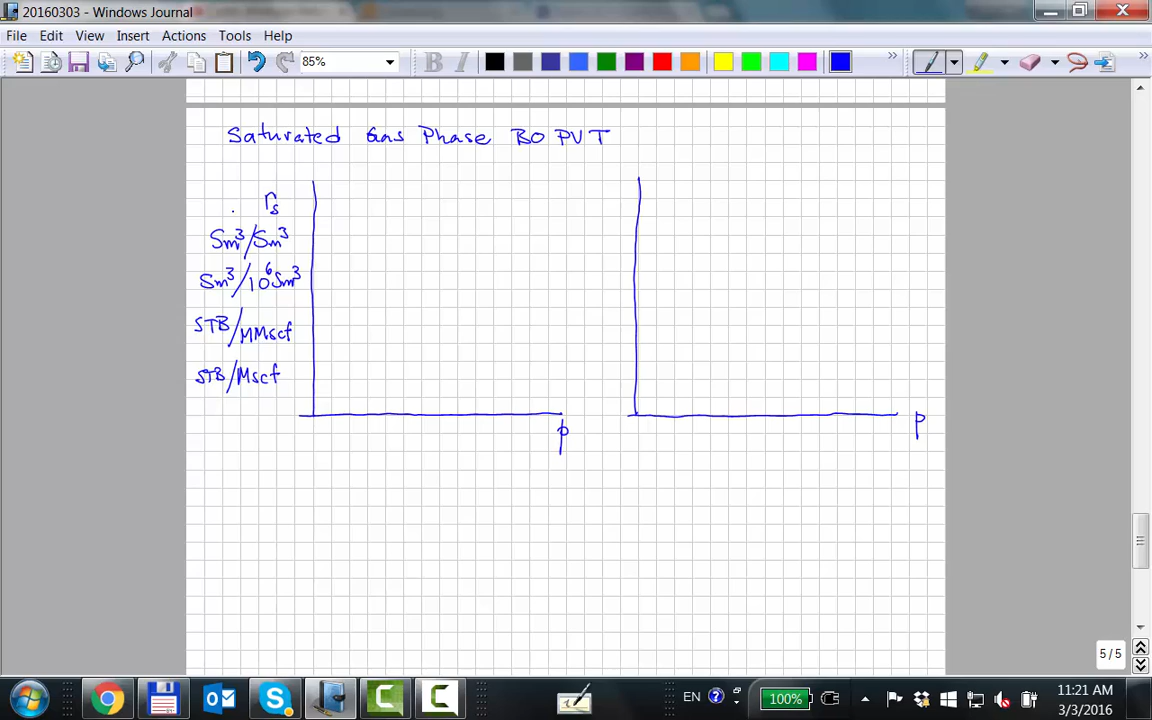 20160303 - Windows Journal
File Edit View Insert Actions Tools Help
85%
B I
Saturated Gas Phase BO PVT
rs
Sm³/Sm³
Sm³/10⁶Sm³
STB/MMscf
STB/Mscf
p
p
5 / 5
EN
100%
11:21 AM
3/3/2016